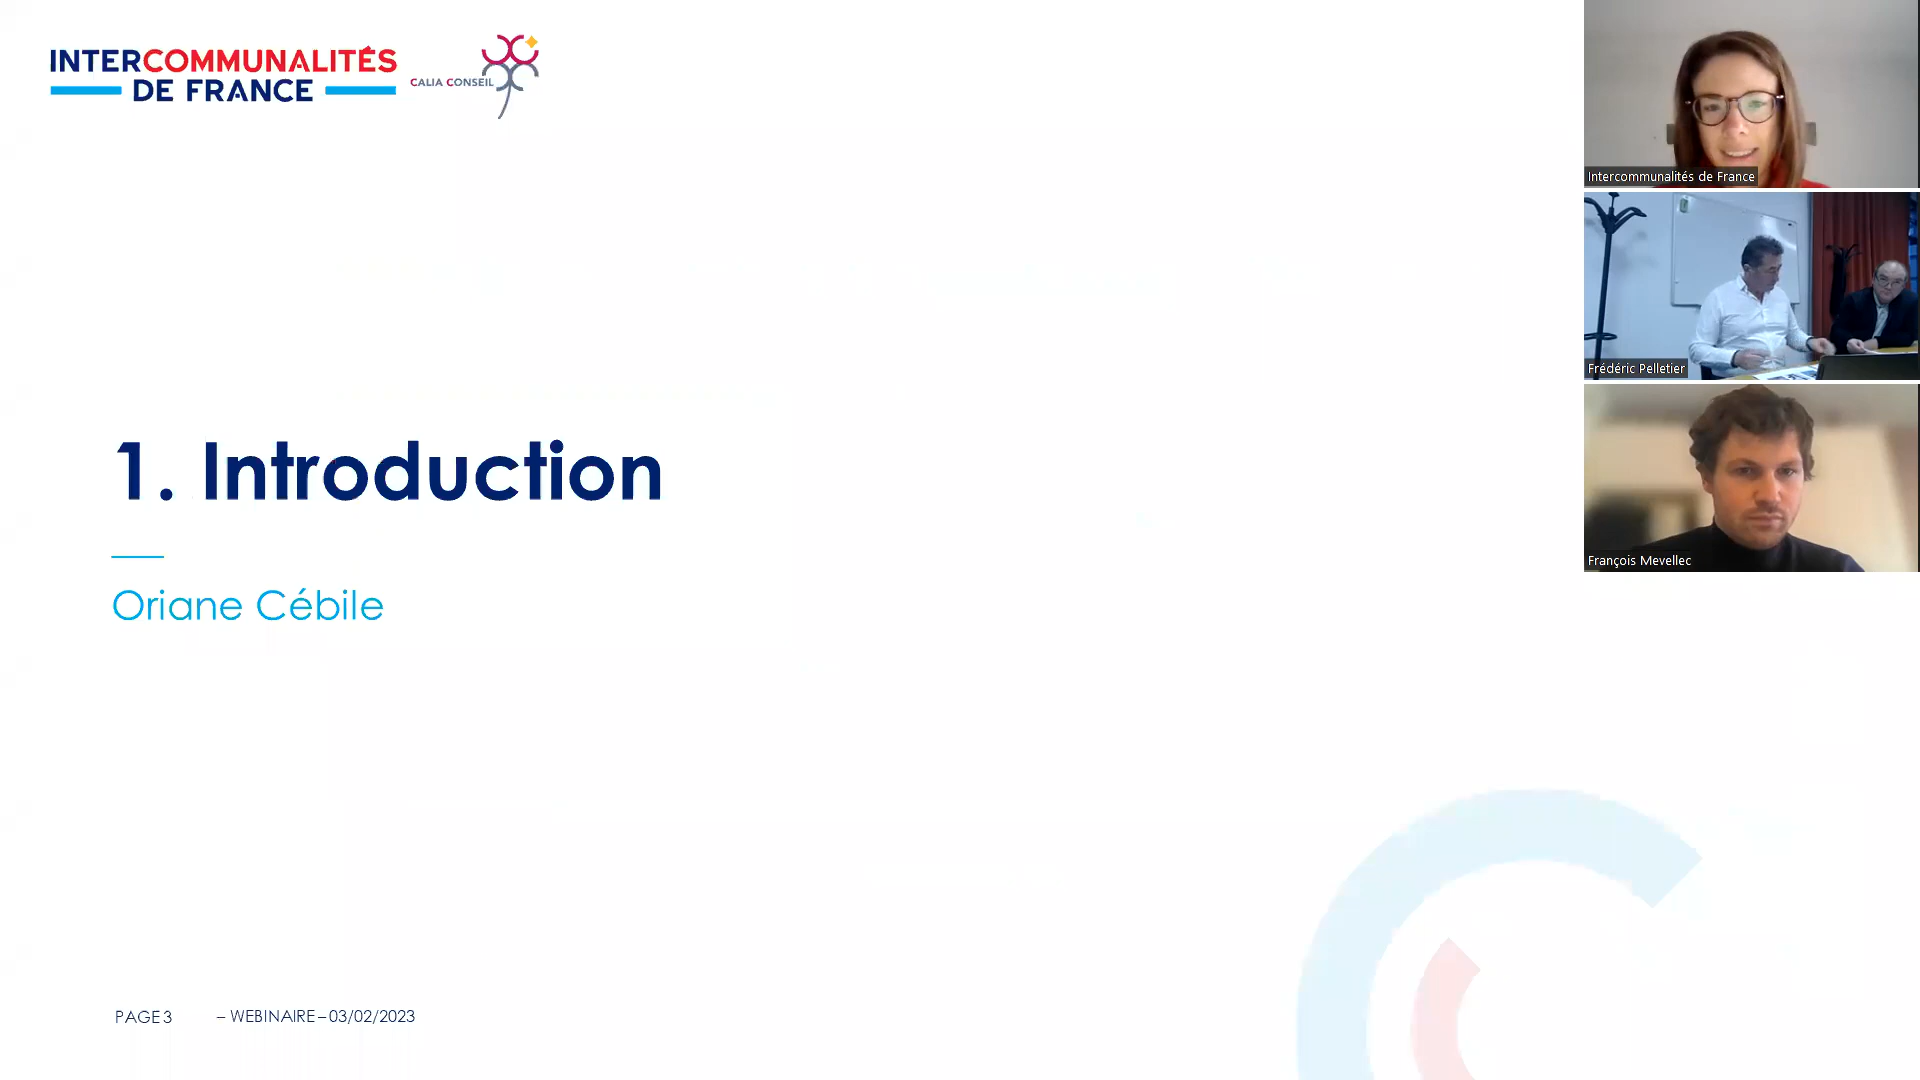 INTERCOMMUNALITÉS
DE FRANCE
CALIA CONSEIL
Intercommunalités de France
Frédéric Pelletier
François Mevellec
1. Introduction
Oriane Cébile
PAGE 3 – WEBINAIRE – 03/02/2023